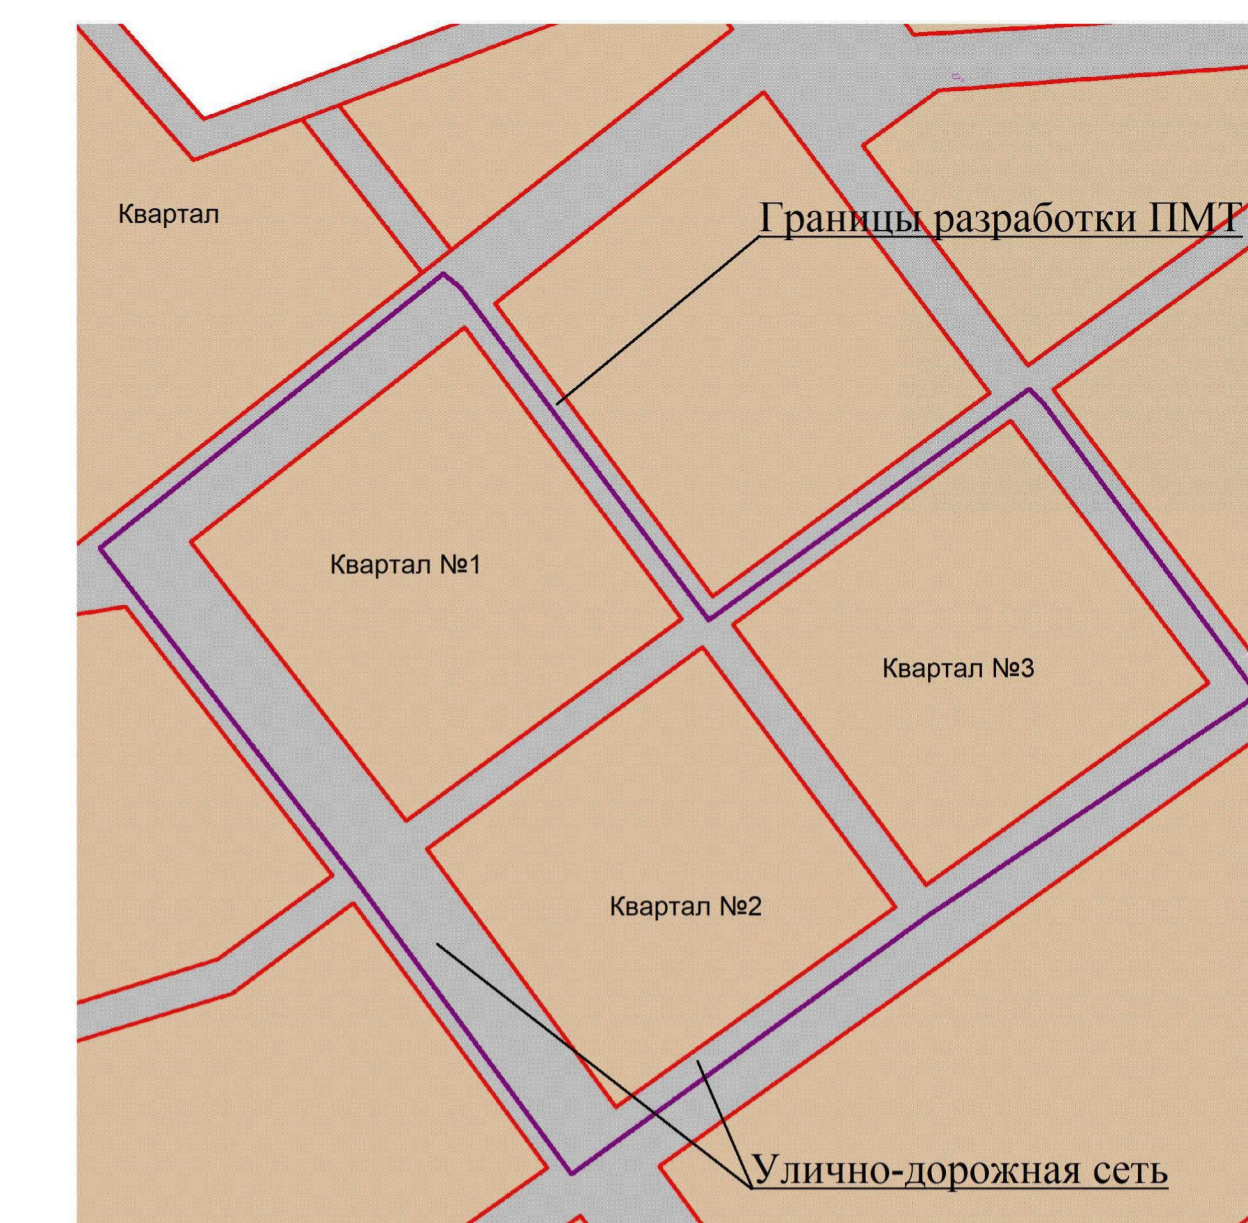 Квартал
Границы разработки ПМТ
Квартал №1
Квартал №3
Квартал №2
Улично-дорожная сеть